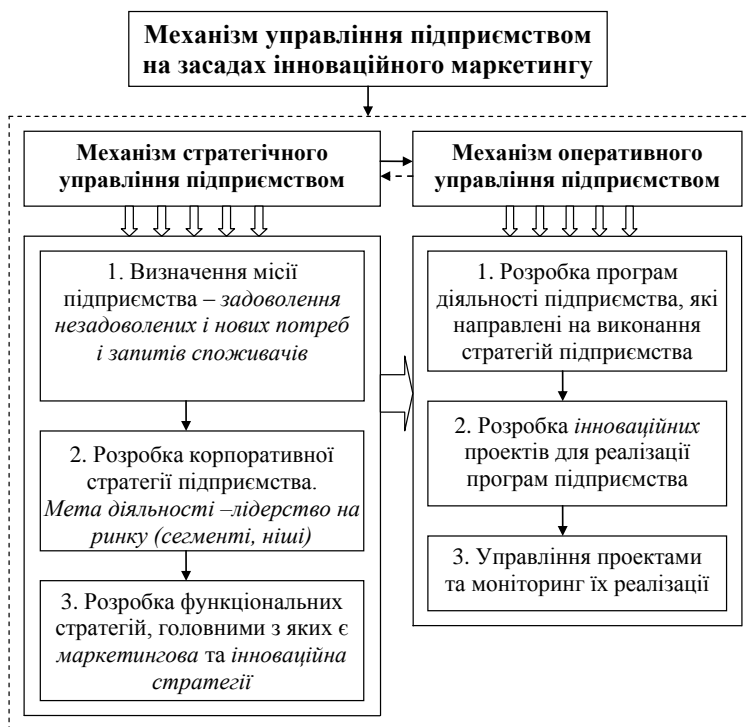 Механізм управління підприємством
на засадах інноваційного маркетингу
Механізм стратегічного
управління підприємством
Механізм оперативного
управління підприємством
1. Визначення місії
підприємства – задоволення
незадоволених і нових потреб
і запитів споживачів
2. Розробка корпоративної
стратегії підприємства.
Мета діяльності –лідерство на
ринку (сегменті, ніші)
3. Розробка функціональних
стратегій, головними з яких є
маркетингова та інноваційна
стратегії
1. Розробка програм
діяльності підприємства, які
направлені на виконання
стратегій підприємства
2. Розробка інноваційних
проектів для реалізації
програм підприємства
3. Управління проектами
та моніторинг їх реалізації